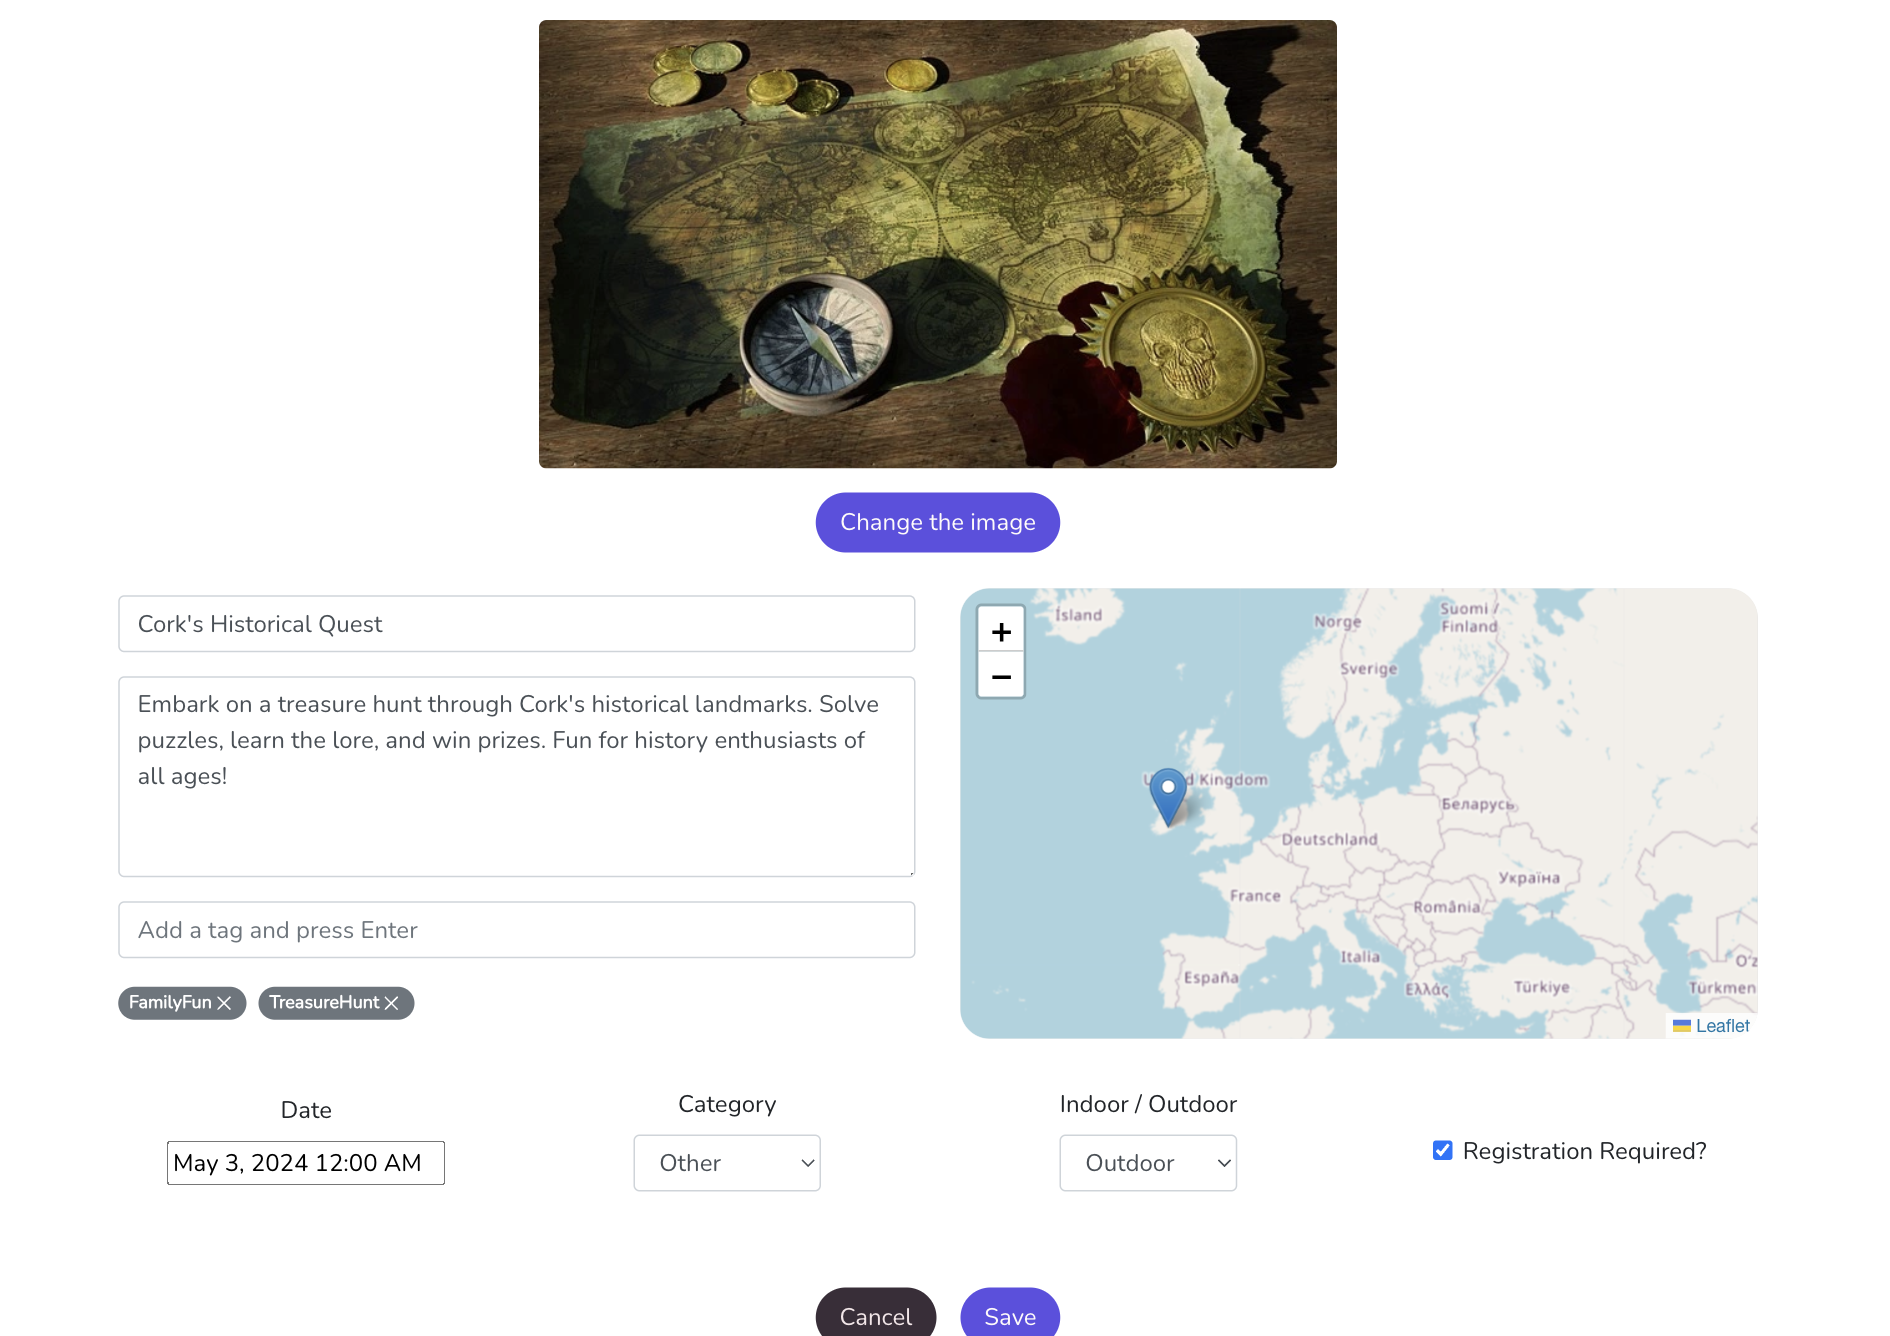 Change the image
Cork's Historical Quest
Embark on a treasure hunt through Cork's historical landmarks. Solve
puzzles, learn the lore, and win prizes. Fun for history enthusiasts of
all ages!
Add a tag and press Enter
FamilyFun
TreasureHunt
+
−
Ísland
Norge
Suomi /
Finland
Sverige
United Kingdom
Беларусь
Deutschland
Україна
France
România
Italia
España
Ελλάς
Türkiye
O'z
Türkmen
Leaflet
Date
Category
Indoor / Outdoor
May 3, 2024 12:00 AM
Other
Outdoor
Registration Required?
Cancel
Save